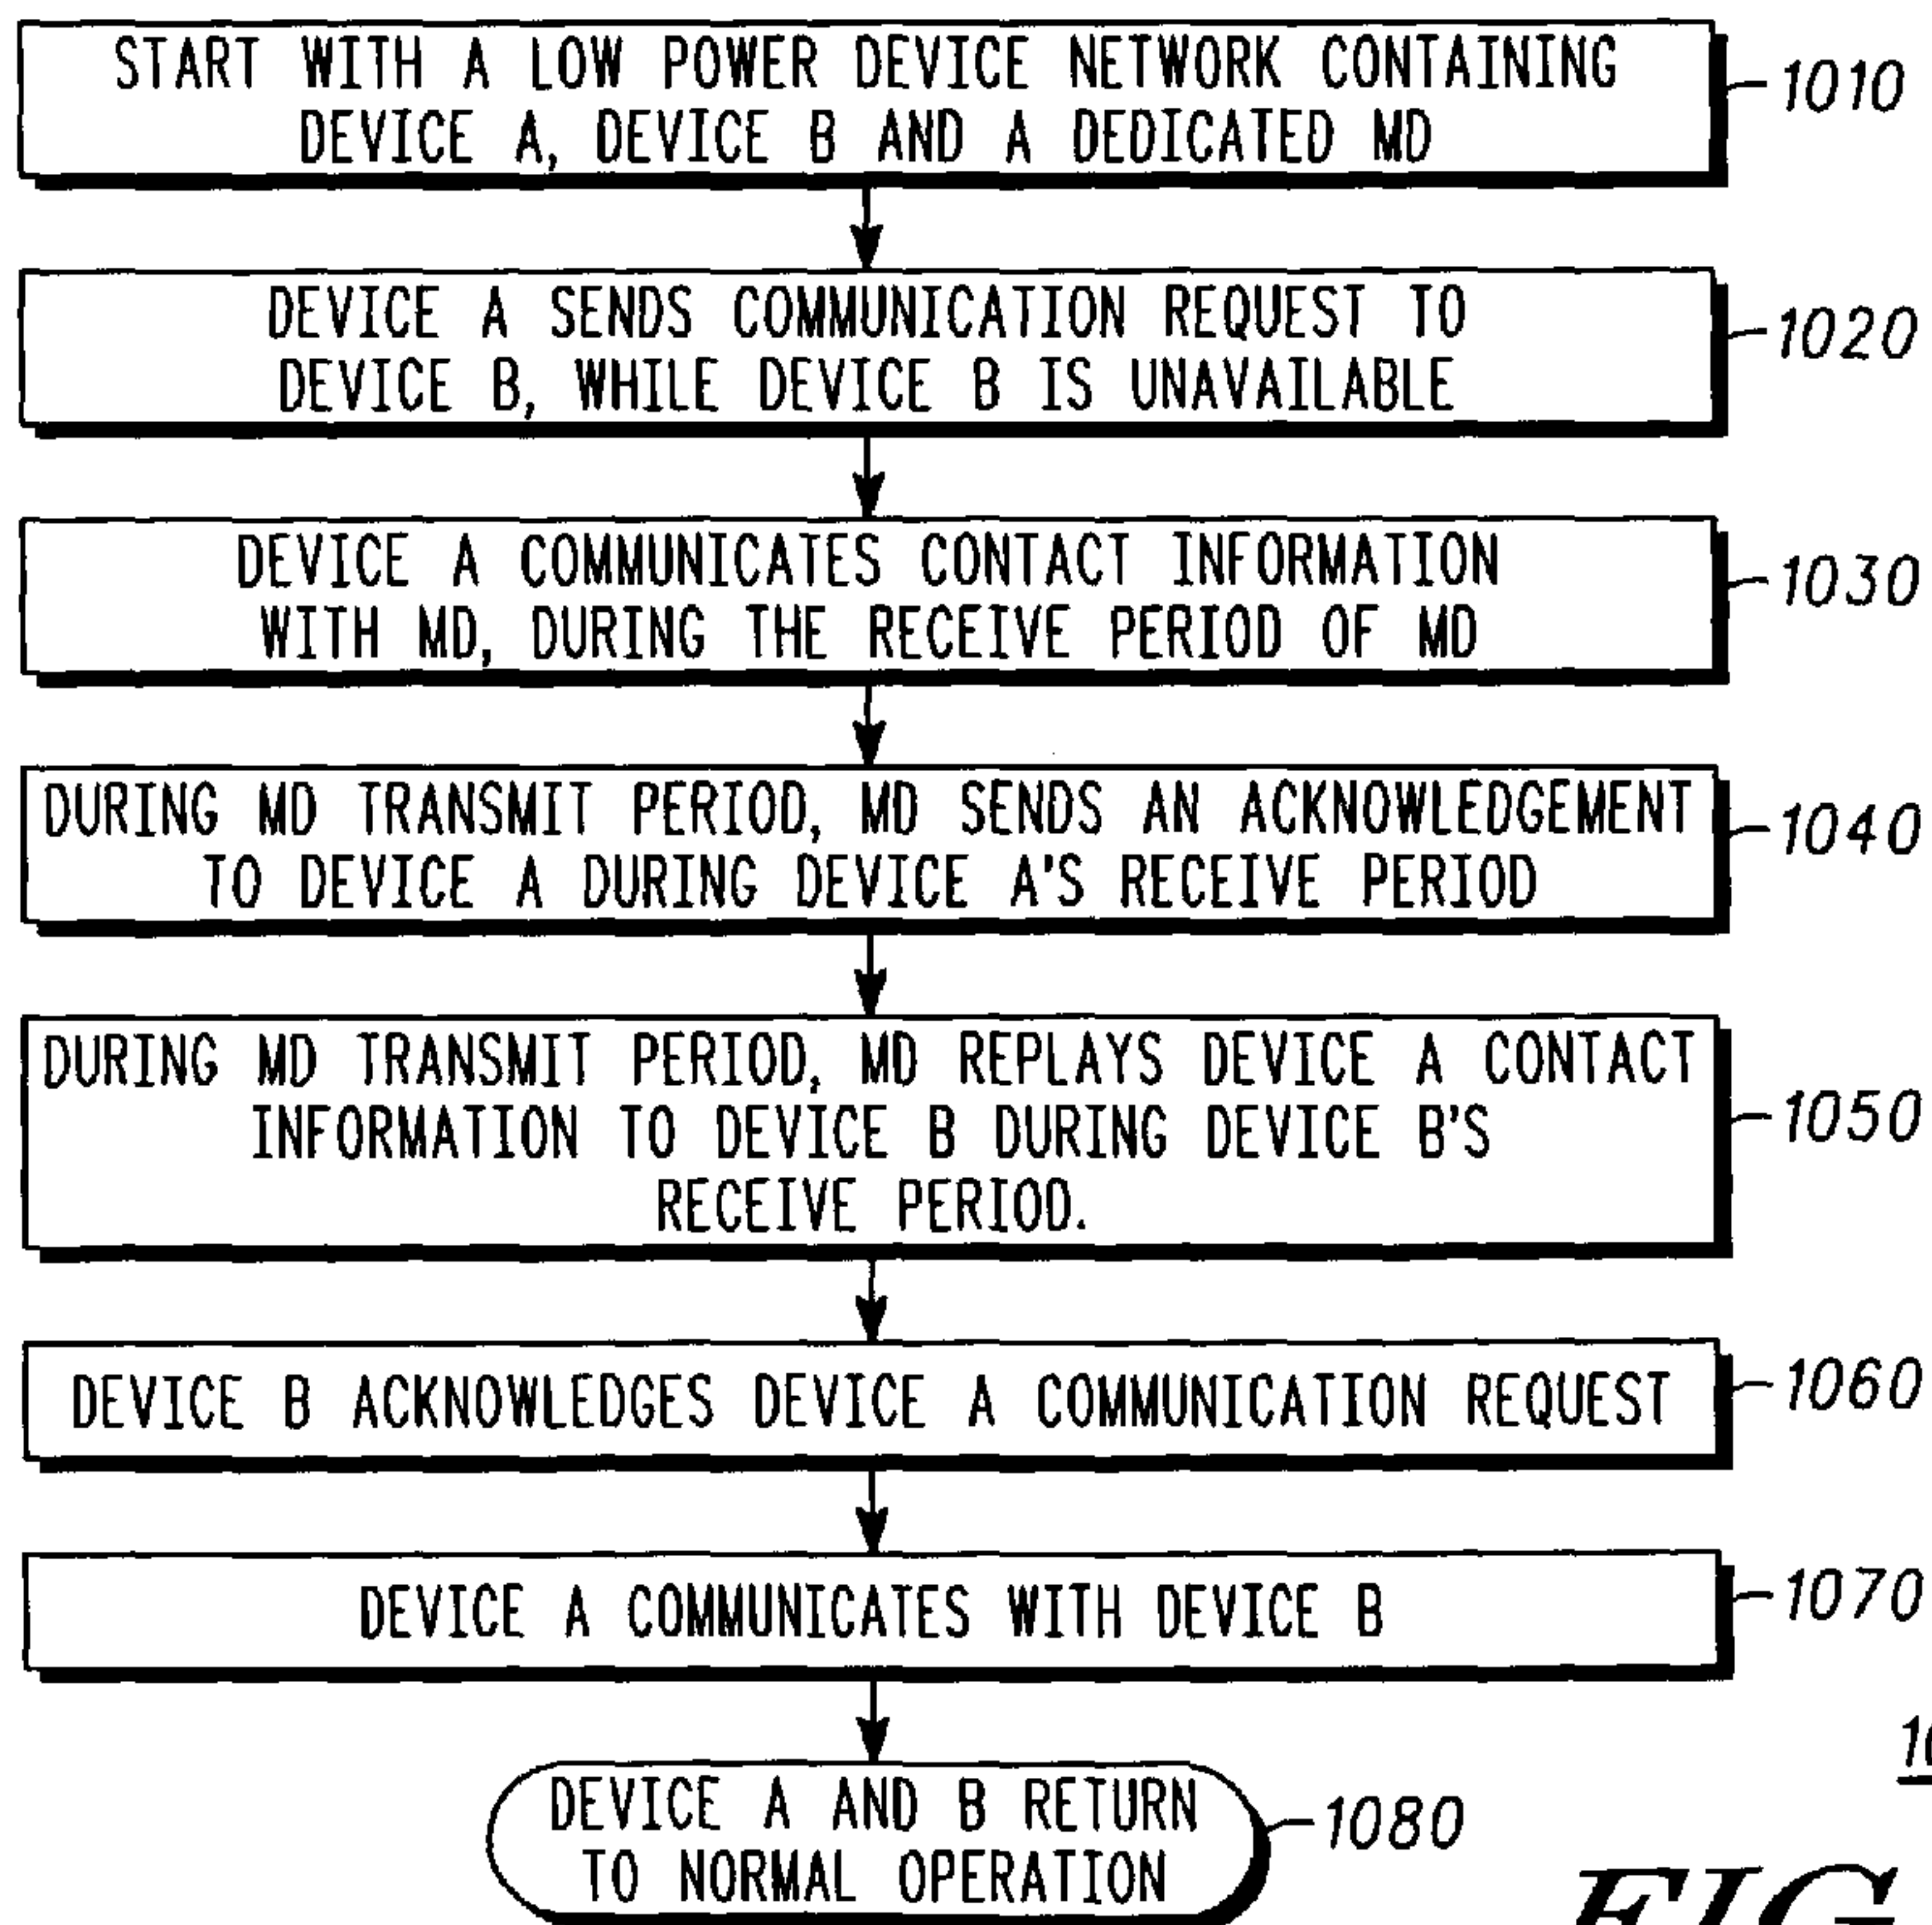 START WITH A LOW POWER DEVICE NETWORK CONTAINING
DEVICE A, DEVICE B AND A DEDICATED MD
1010
DEVICE A SENDS COMMUNICATION REQUEST TO
DEVICE B, WHILE DEVICE B IS UNAVAILABLE
1020
DEVICE A COMMUNICATES CONTACT INFORMATION
WITH MD, DURING THE RECEIVE PERIOD OF MD
1030
DURING MD TRANSMIT PERIOD, MD SENDS AN ACKNOWLEDGEMENT
TO DEVICE A DURING DEVICE A'S RECEIVE PERIOD
1040
DURING MD TRANSMIT PERIOD, MD REPLAYS DEVICE A CONTACT
INFORMATION TO DEVICE B DURING DEVICE B'S
RECEIVE PERIOD.
1050
DEVICE B ACKNOWLEDGES DEVICE A COMMUNICATION REQUEST
1060
DEVICE A COMMUNICATES WITH DEVICE B
1070
DEVICE A AND B RETURN
TO NORMAL OPERATION
1080
FIG